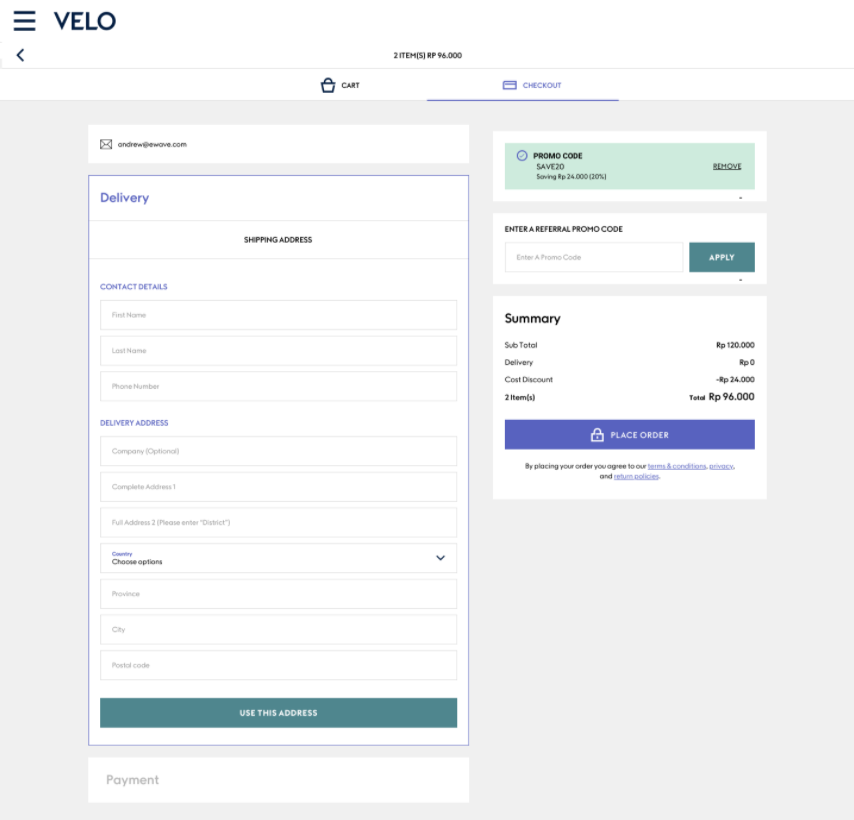 VELO
2 ITEM(S) RP 96.000
CART
CHECKOUT
andrew@ewave.com
Delivery
SHIPPING ADDRESS
CONTACT DETAILS
First Name
Last Name
Phone Number
DELIVERY ADDRESS
Company (Optional)
Complete Address 1
Full Address 2 (Please enter "District")
Country
Choose options
Province
City
Postal code
USE THIS ADDRESS
Payment
PROMO CODE
SAVE20
Saving Rp 24.000 (20%)
REMOVE
-
ENTER A REFERRAL PROMO CODE
Enter A Promo Code
APPLY
-
Summary
Sub Total Rp 120.000
Delivery Rp 0
Cost Discount -Rp 24.000
2 Item(s) Total Rp 96.000
PLACE ORDER
By placing your order you agree to our terms & conditions, privacy,
and return policies.